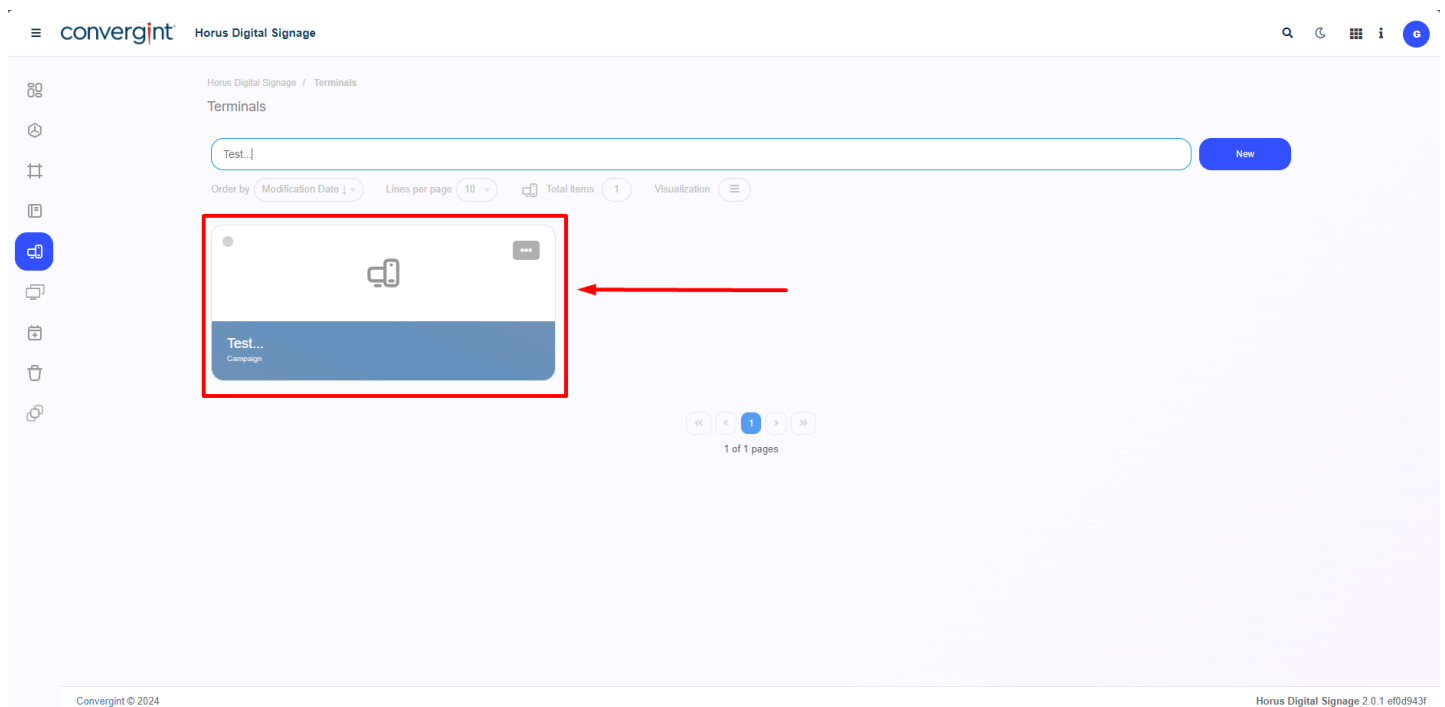 convergint Horus Digital Signage
i G
Horus Digital Signage / Terminals
Terminals
Test...
New
Order by Modification Date ↓ Lines per page 10 Total items 1 Visualization
Test...
Campaign
« ‹ 1 › »
1 of 1 pages
Convergint © 2024 Horus Digital Signage 2.0.1 ef0d943f